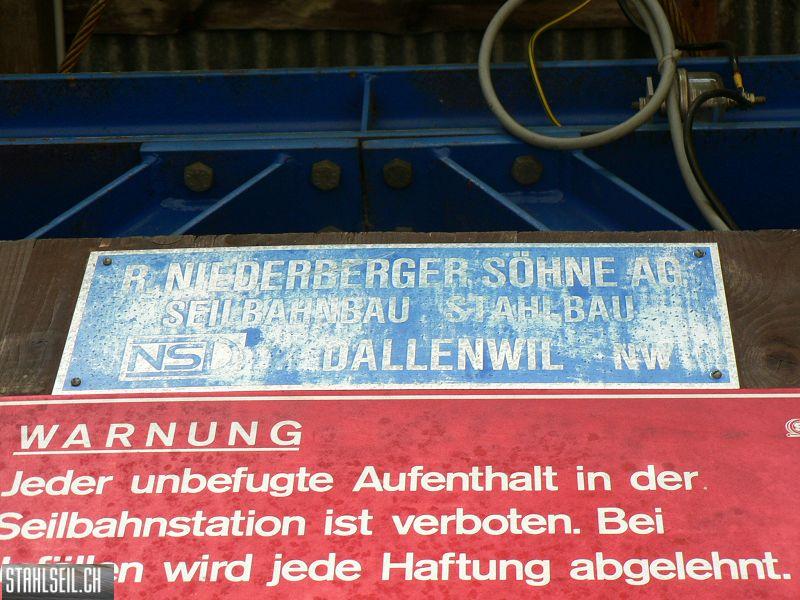 R. NIEDERBERGER SÖHNE AG
SEILBAHNBAU STAHLBAU
NSD DALLENWIL NW
WARNUNG
Jeder unbefugte Aufenthalt in der
Seilbahnstation ist verboten. Bei
wird jede Haftung abgelehnt.
STAHLSEIL.CH